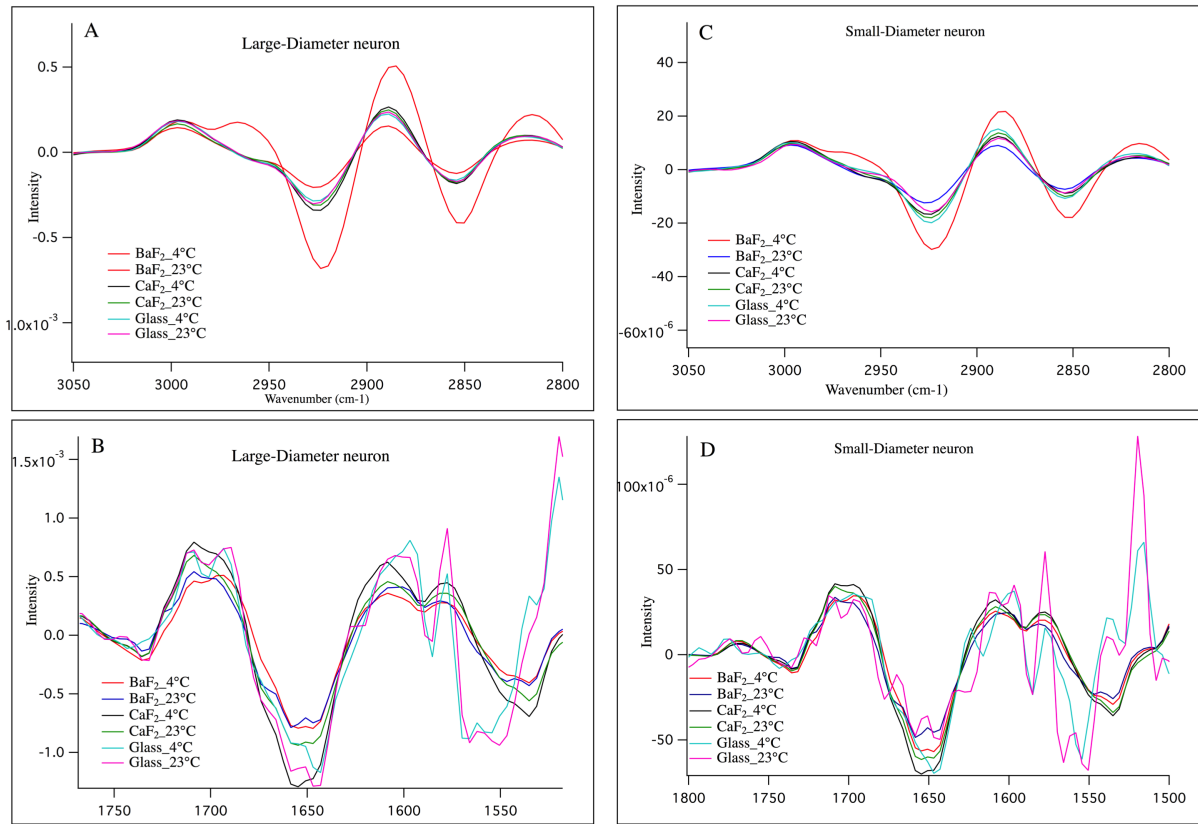 A
Large-Diameter neuron
0.5
0.0
-0.5
1.0x10⁻³
Intensity
BaF₂_4°C
BaF₂_23°C
CaF₂_4°C
CaF₂_23°C
Glass_4°C
Glass_23°C
3050 3000 2950 2900 2850 2800
Wavenumber (cm-1)
C
Small-Diameter neuron
40
20
0
-20
-40
-60x10⁻⁶
Intensity
BaF₂_4°C
BaF₂_23°C
CaF₂_4°C
CaF₂_23°C
Glass_4°C
Glass_23°C
3050 3000 2950 2900 2850 2800
Wavenumber (cm-1)
B
Large-Diameter neuron
1.5x10⁻³
1.0
0.5
0.0
-0.5
-1.0
Intensity
BaF₂_4°C
BaF₂_23°C
CaF₂_4°C
CaF₂_23°C
Glass_4°C
Glass_23°C
1750 1700 1650 1600 1550
D
Small-Diameter neuron
100x10⁻⁶
50
0
-50
Intensity
BaF₂_4°C
BaF₂_23°C
CaF₂_4°C
CaF₂_23°C
Glass_4°C
Glass_23°C
1800 1750 1700 1650 1600 1550 1500